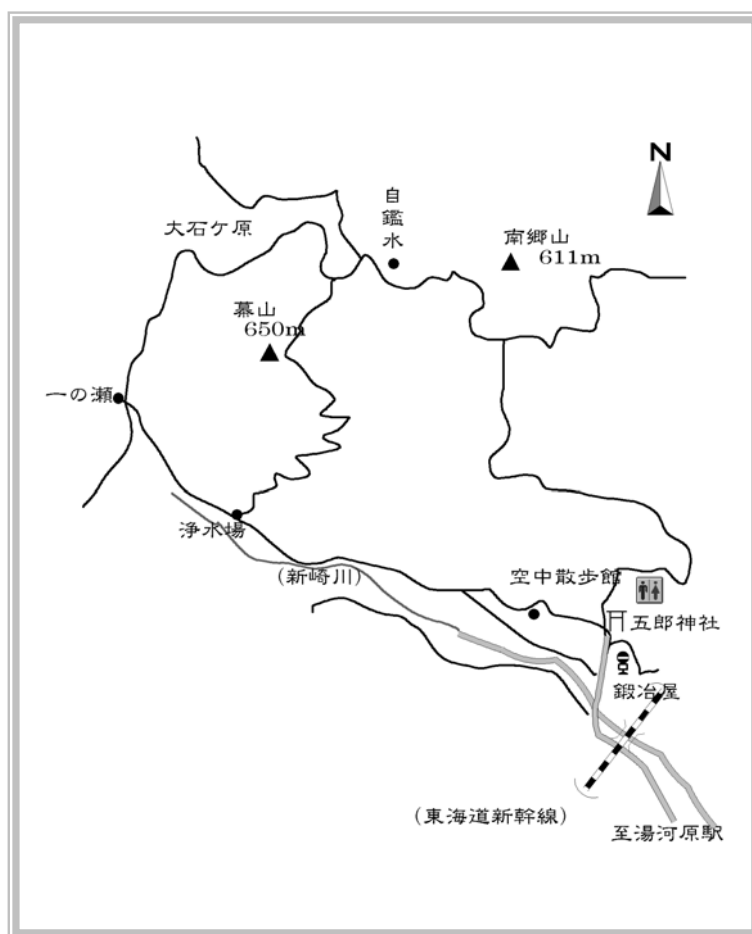 N
自鑑水
大石ケ原
南郷山
611m
幕山
650m
一の瀬
浄水場
(新崎川)
空中散歩館
五郎神社
鍛冶屋
(東海道新幹線)
至湯河原駅